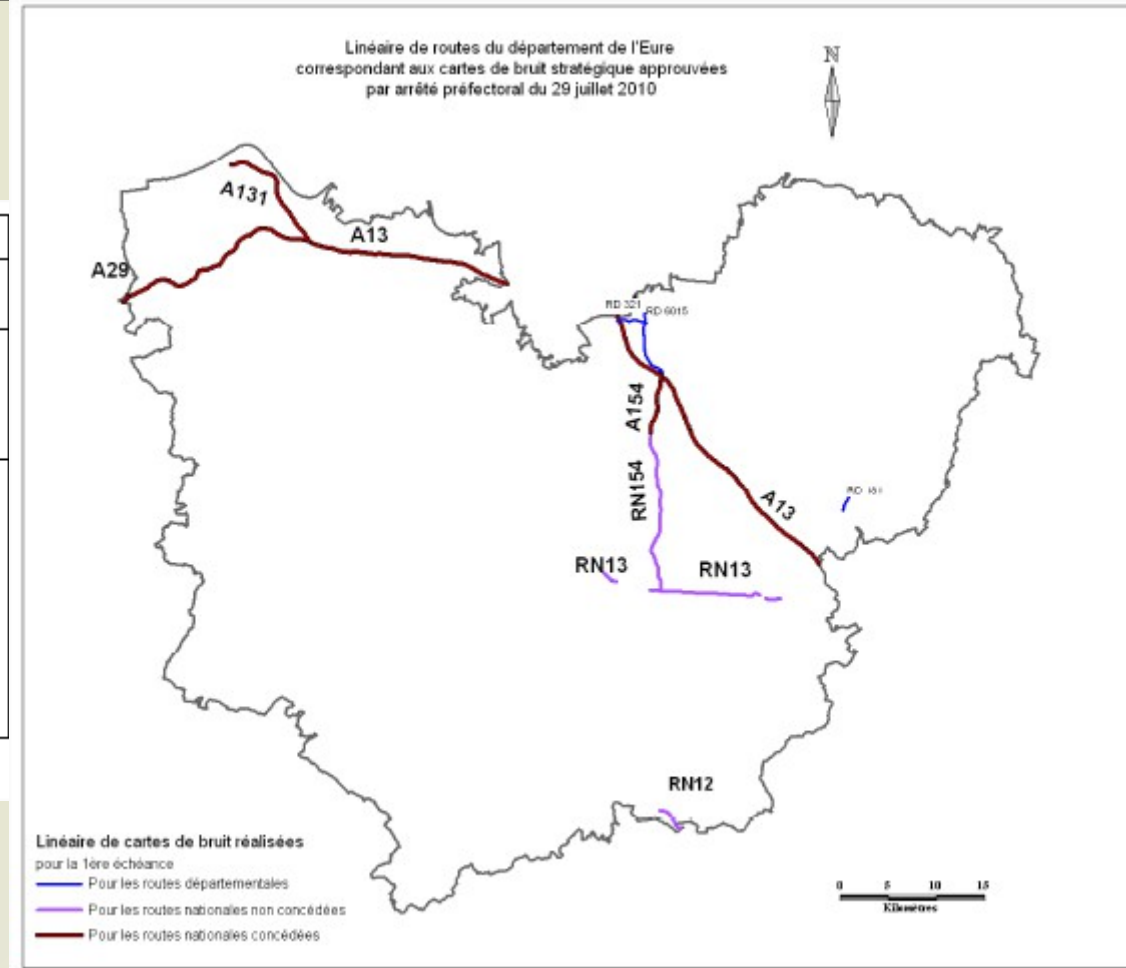 Linéaire de routes du département de l'Eure
correspondant aux cartes de bruit stratégique approuvées
par arrêté préfectoral du 29 juillet 2010
N
A131
A13
A29
RD 321
RD 6015
A154
RN154
A13
RD 181
RN13
RN13
RN12
Linéaire de cartes de bruit réalisées
pour la 1ère échéance
Pour les routes départementales
Pour les routes nationales non concédées
Pour les routes nationales concédées
0 5 10 15
Kilomètres